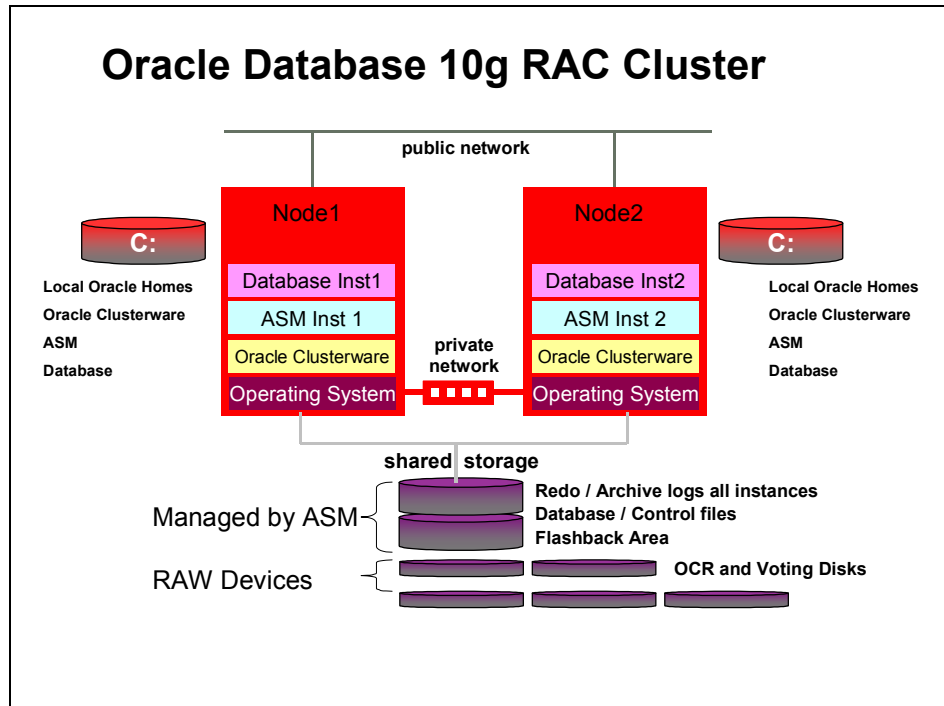 Oracle Database 10g RAC Cluster
public network
Node1
Node2
C:
C:
Local Oracle Homes
Oracle Clusterware
ASM
Database
Database Inst1
ASM Inst 1
Oracle Clusterware
Operating System
private
network
Database Inst2
ASM Inst 2
Oracle Clusterware
Operating System
Local Oracle Homes
Oracle Clusterware
ASM
Database
shared storage
Managed by ASM
Redo / Archive logs all instances
Database / Control files
Flashback Area
RAW Devices
OCR and Voting Disks